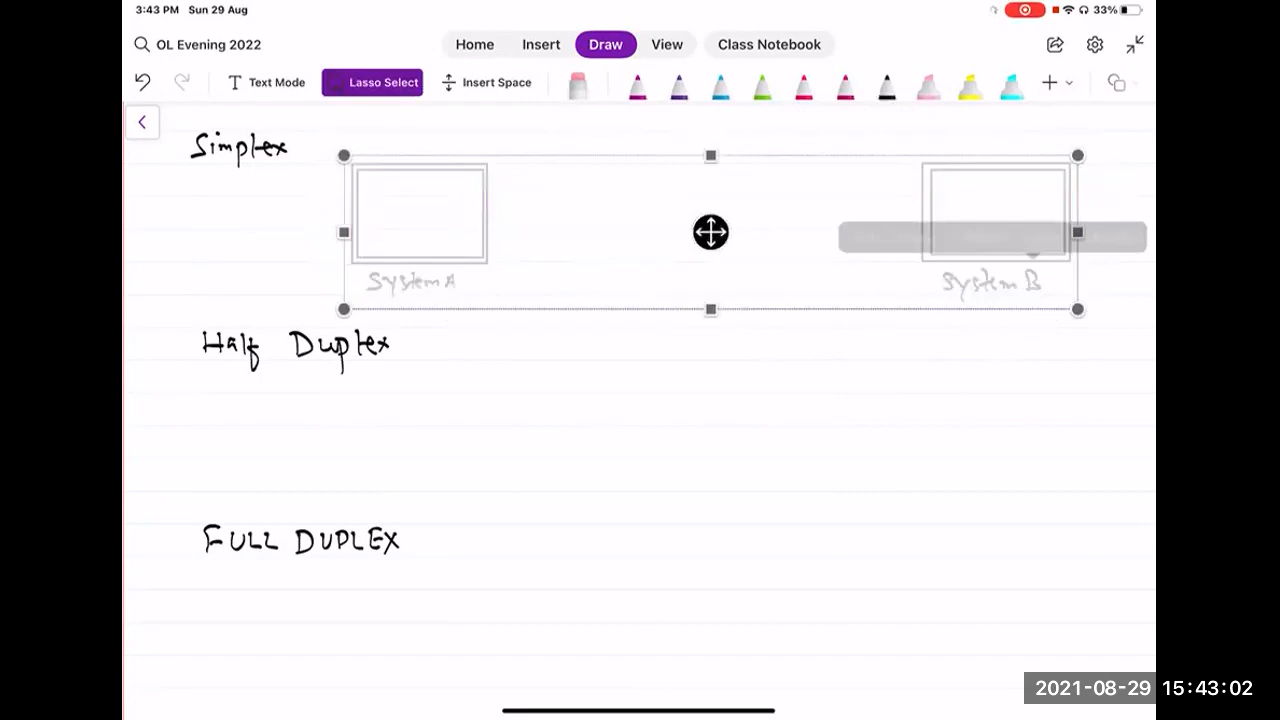 3:43 PM Sun 29 Aug 33%
OL Evening 2022 Home Insert Draw View Class Notebook
Text Mode Lasso Select Insert Space
Simplex
System A System B
Half Duplex
FULL DUPLEX
2021-08-29 15:43:02